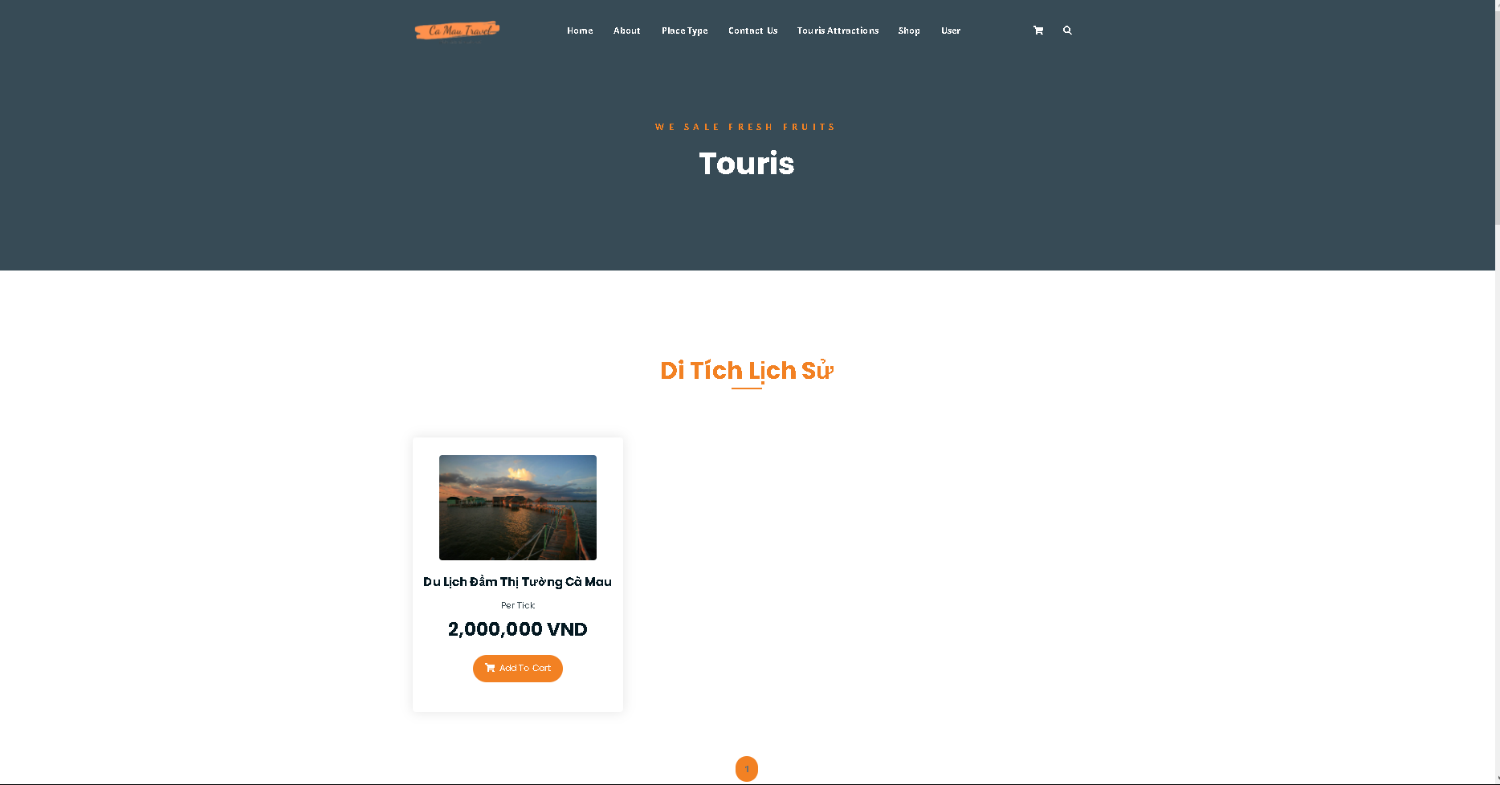 Ca Mau Travel
Home About Place Type Contact Us Touris Attractions Shop User
WE SALE FRESH FRUITS
Touris
Di Tích Lịch Sử
Du Lịch Đầm Thị Tường Cà Mau
Per Tick:
2,000,000 VND
Add To Cart
1